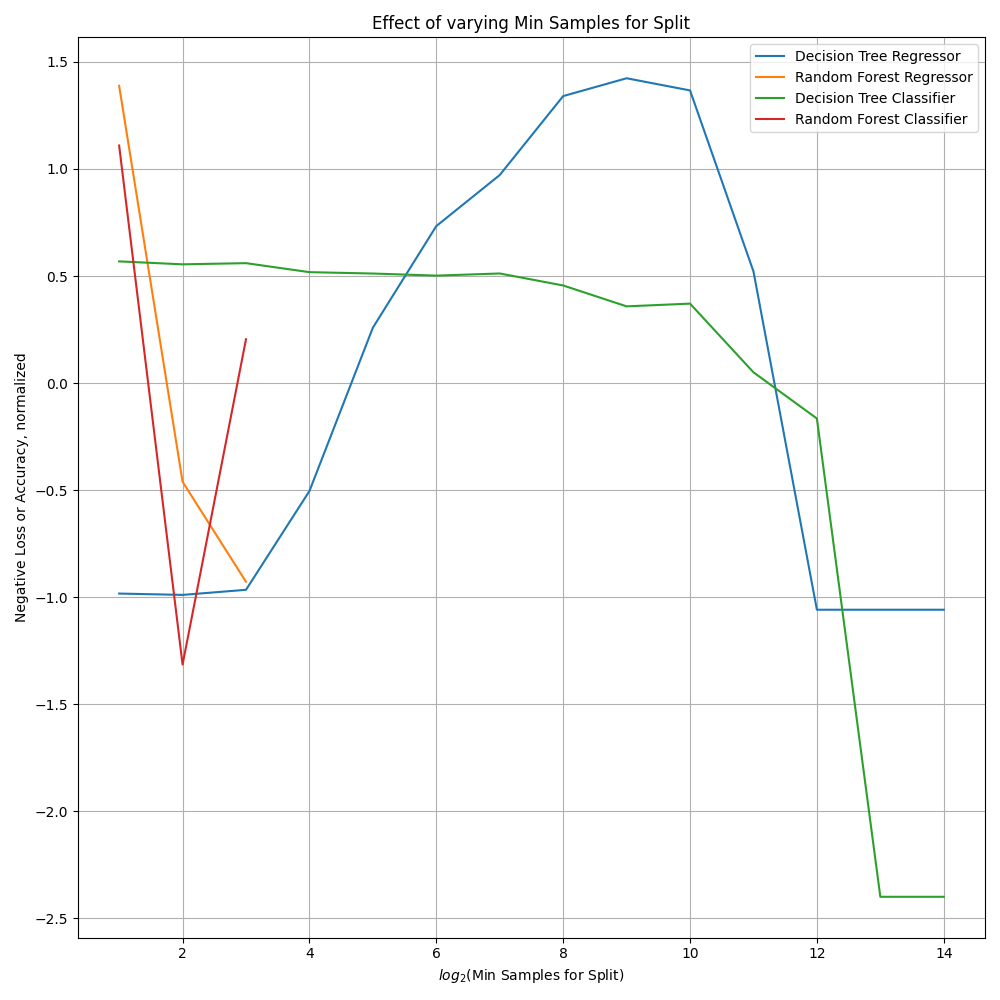 Effect of varying Min Samples for Split
Decision Tree Regressor
Random Forest Regressor
Decision Tree Classifier
Random Forest Classifier
1.5
1.0
0.5
0.0
−0.5
−1.0
−1.5
−2.0
−2.5
Negative Loss or Accuracy, normalized
2 4 6 8 10 12 14
log₂(Min Samples for Split)